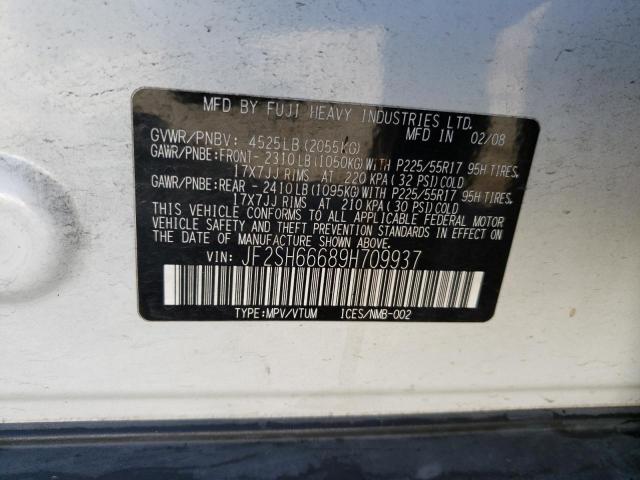 MFD BY FUJI HEAVY INDUSTRIES LTD.
MFD IN 02/08
GVWR/PNBV: 4525LB(2055KG)
GAWR/PNBE:FRONT- 2310LB(1050KG)WITH P225/55R17 95H TIRES,
17X7JJ RIMS AT 220 KPA(32 PSI)COLD
GAWR/PNBE:REAR - 2410LB(1095KG)WITH P225/55R17 95H TIRES,
17X7JJ RIMS AT 210 KPA(30 PSI)COLD
THIS VEHICLE CONFORMS TO ALL APPLICABLE FEDERAL MOTOR
VEHICLE SAFETY AND THEFT PREVENTION STANDARDS IN EFFECT
ON THE DATE OF MANUFACTURE SHOWN ABOVE.
VIN: JF2SH66689H709937
TYPE:MPV/VTUM ICES/NMB-002